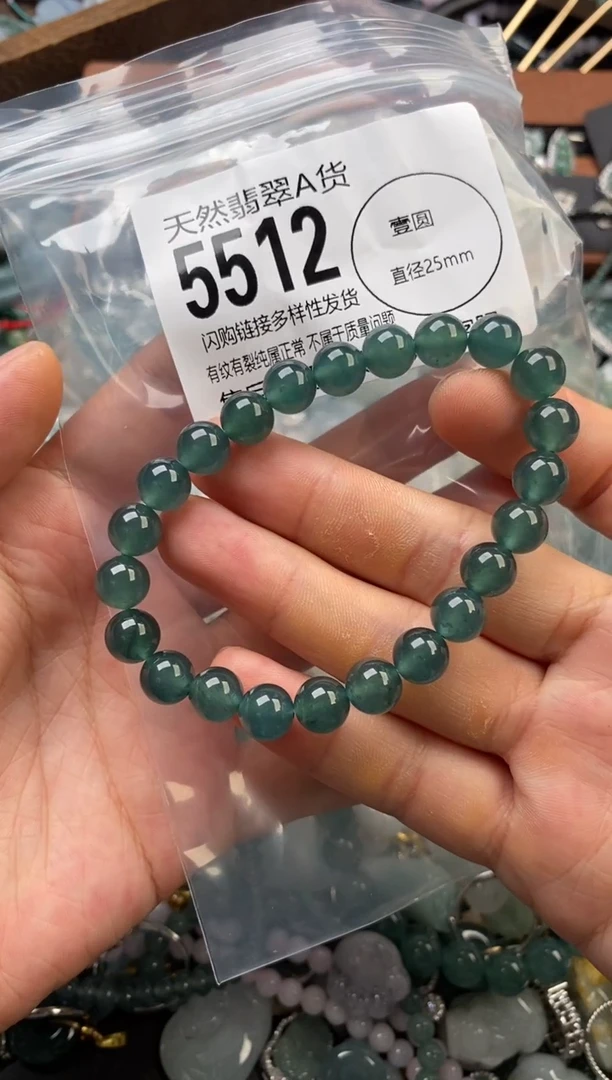 天然翡翠A货
5512
壹圆
直径25mm
闪购链接多样性发货
有纹有裂纯属正常 不属于质量问题